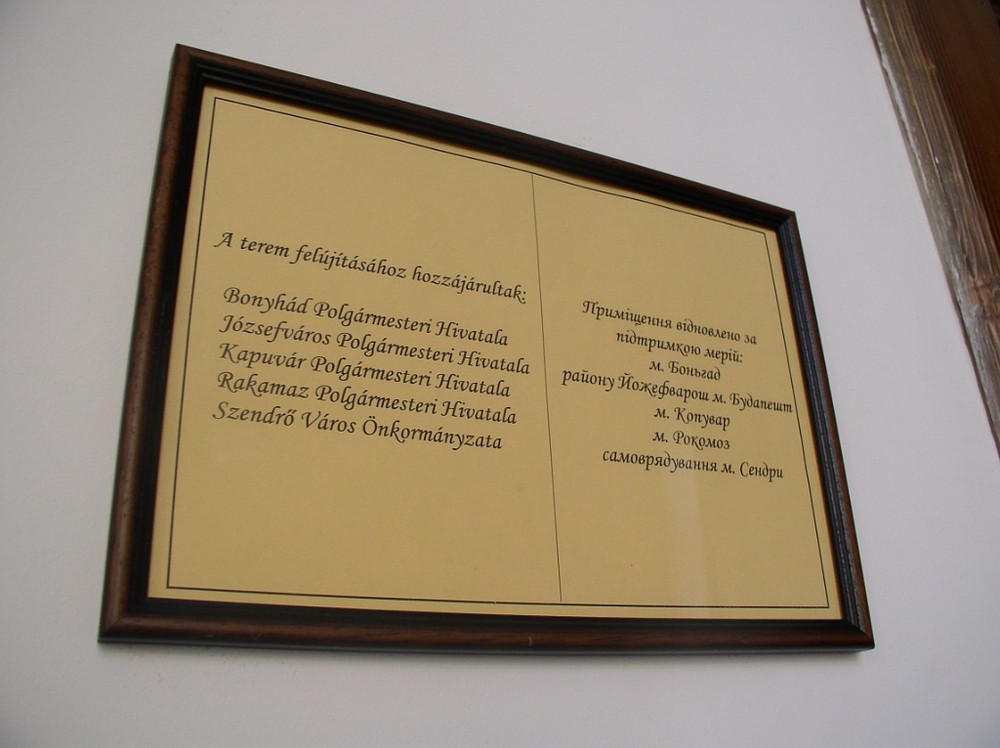 A terem felújításához hozzájárultak:
Bonyhád Polgármesteri Hivatala
Józsefváros Polgármesteri Hivatala
Kapuvár Polgármesteri Hivatala
Rakamaz Polgármesteri Hivatala
Szendrő Város Önkormányzata
Приміщення відновлено за
підтримкою мерій:
м. Боньгад
району Йожефварош м. Будапешт
м. Копувар
м. Рокомоз
самоврядування м. Сендри